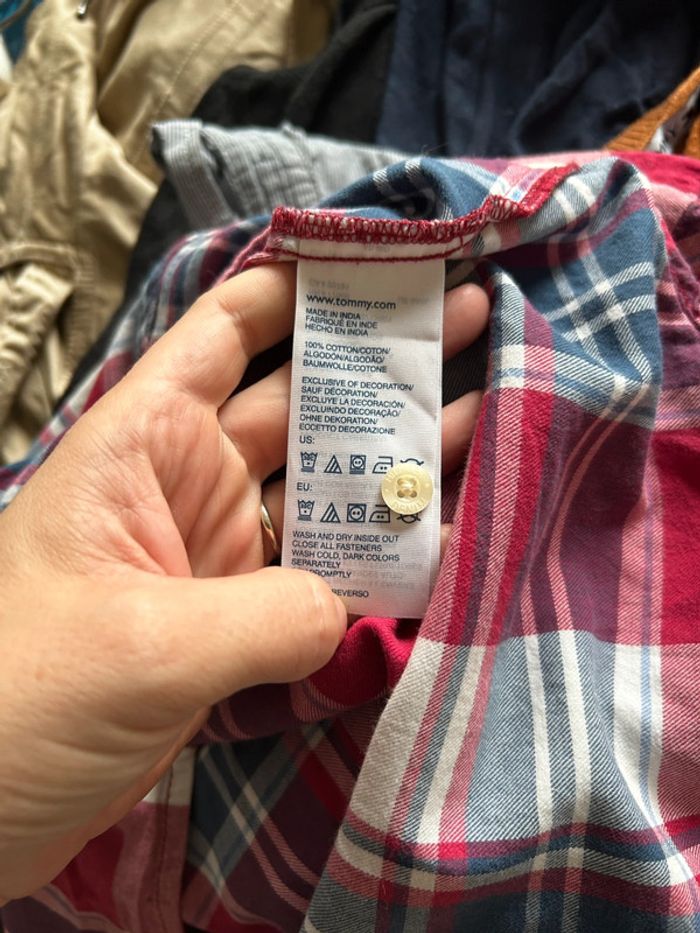 www.tommy.com
MADE IN INDIA
FABRIQUÉ EN INDE
HECHO EN INDIA
100% COTTON/COTON/
ALGODÓN/ALGODÃO/
BAUMWOLLE/COTONE
EXCLUSIVE OF DECORATION/
SAUF DÉCORATION/
EXCLUYE LA DECORACIÓN/
EXCLUINDO DECORAÇÃO/
OHNE DEKORATION/
ECCETTO DECORAZIONE
US:
EU:
WASH AND DRY INSIDE OUT
CLOSE ALL FASTENERS
WASH COLD, DARK COLORS
SEPARATELY
PROMPTLY
REVERSO